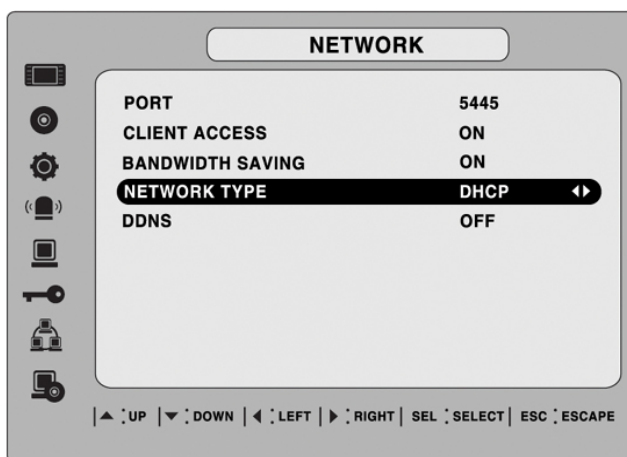 NETWORK
PORT 5445
CLIENT ACCESS ON
BANDWIDTH SAVING ON
NETWORK TYPE DHCP
DDNS OFF
UP DOWN LEFT RIGHT SEL SELECT ESC ESCAPE